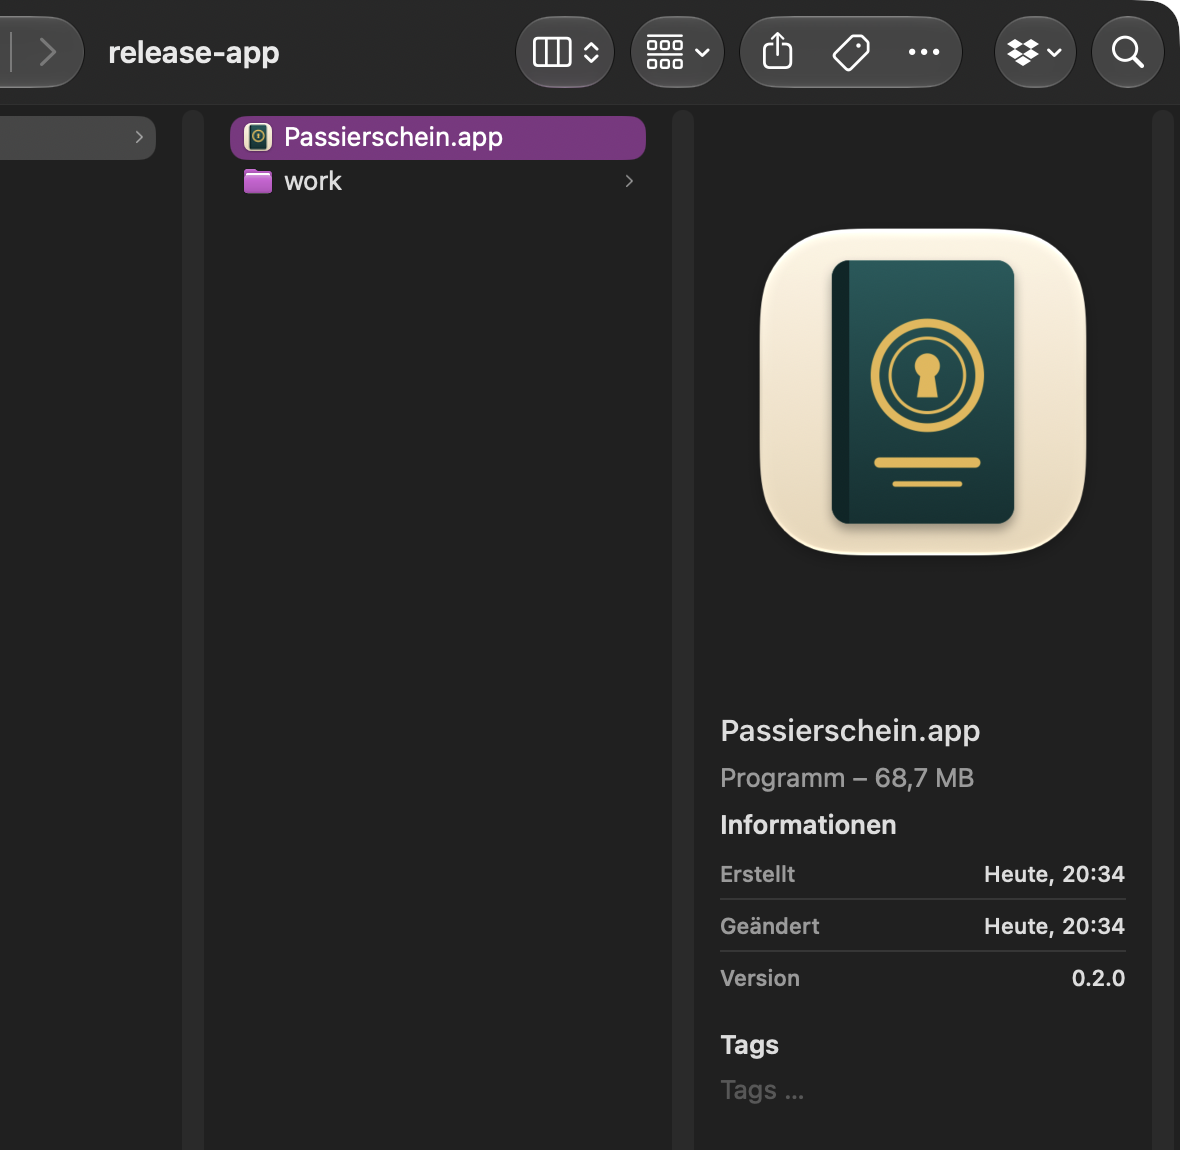 release-app
Passierschein.app
work
Passierschein.app
Programm – 68,7 MB
Informationen
Erstellt Heute, 20:34
Geändert Heute, 20:34
Version 0.2.0
Tags
Tags ...